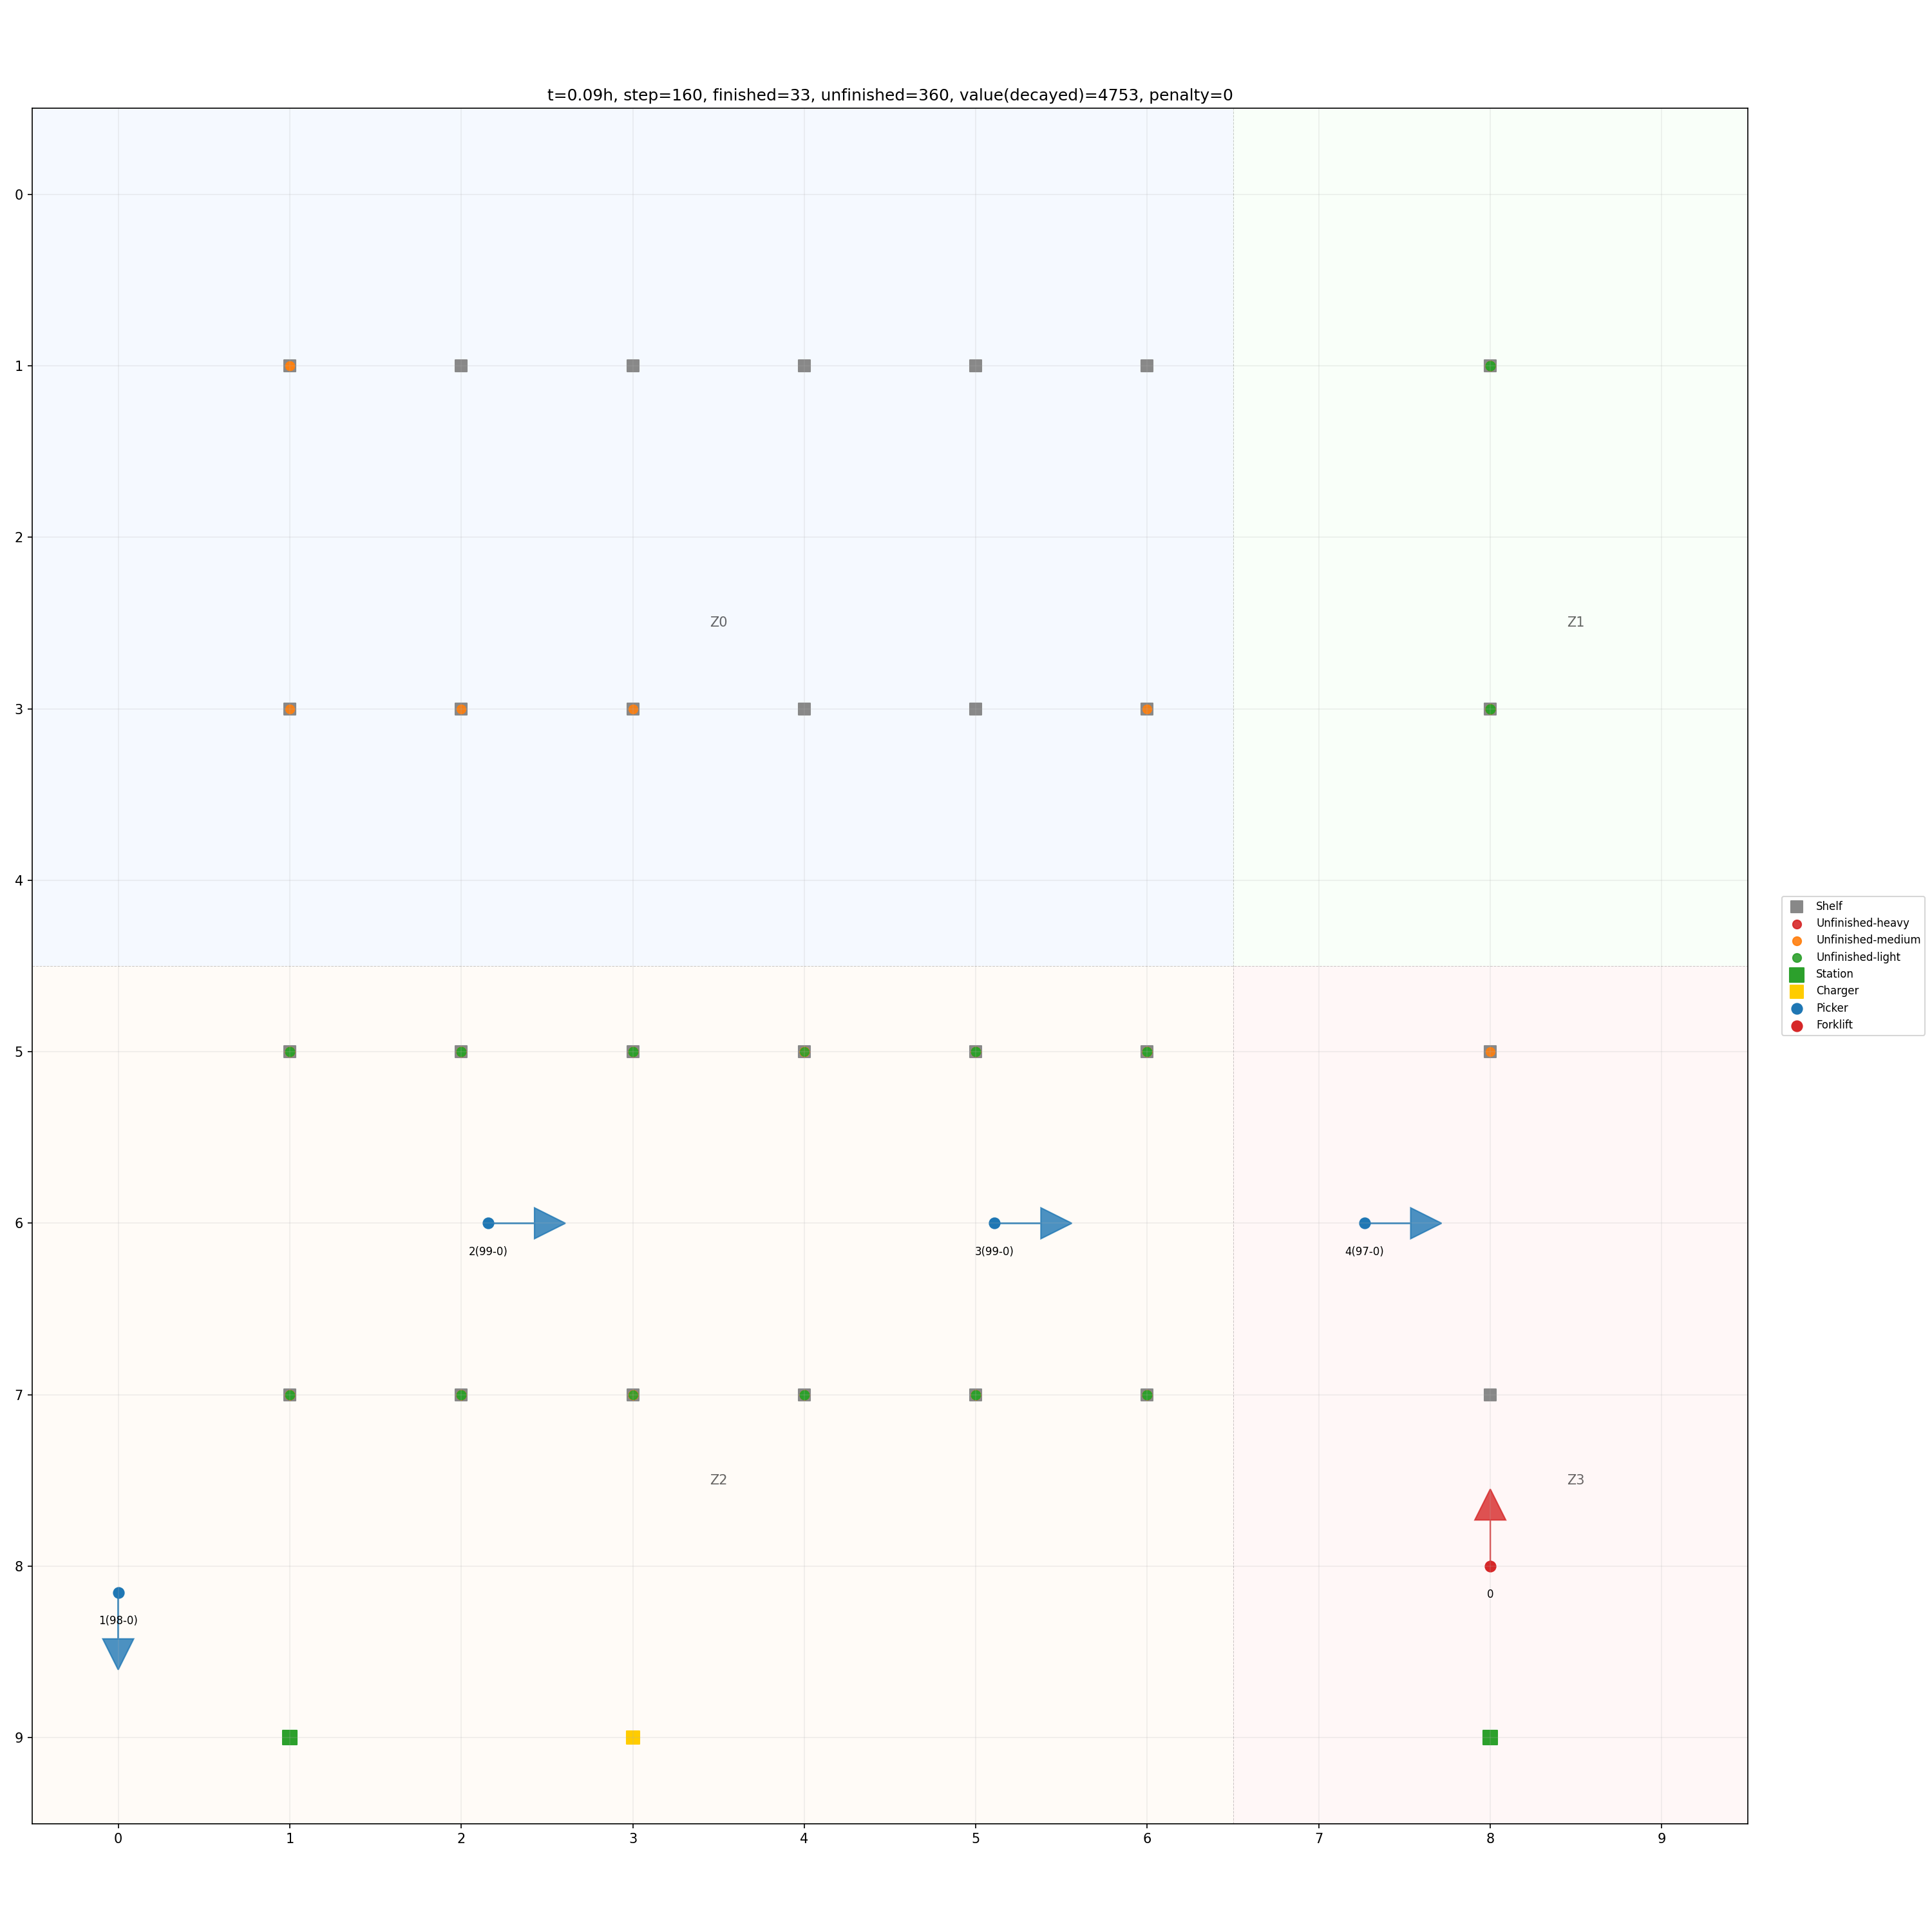 t=0.09h, step=160, finished=33, unfinished=360, value(decayed)=4753, penalty=0
0
1
2
Z0
Z1
3
4
Shelf
Unfinished-heavy
Unfinished-medium
Unfinished-light
Station
Charger
Picker
Forklift
5
6
2(99-0)
3(99-0)
4(97-0)
7
Z2
Z3
8
0
1(98-0)
9
0 1 2 3 4 5 6 7 8 9